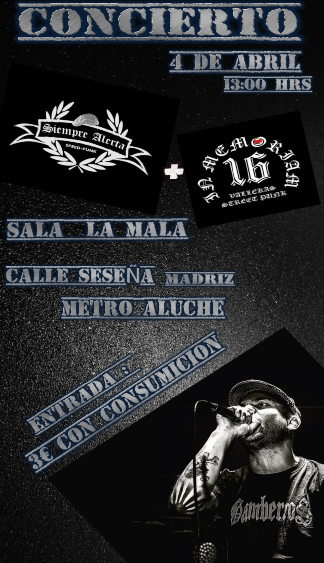 CONCIERTO
4 DE ABRIL
13:00 HRS
Siempre Alerta
SPEED-PUNK
+
IN MEMORIAM
16
VALLEKAS
STREET PUNK
SALA LA MALA
CALLE SESEÑA MADRIZ
METRO ALUCHE
ENTRADA :
3€ CON CONSUMICION
Gamberros